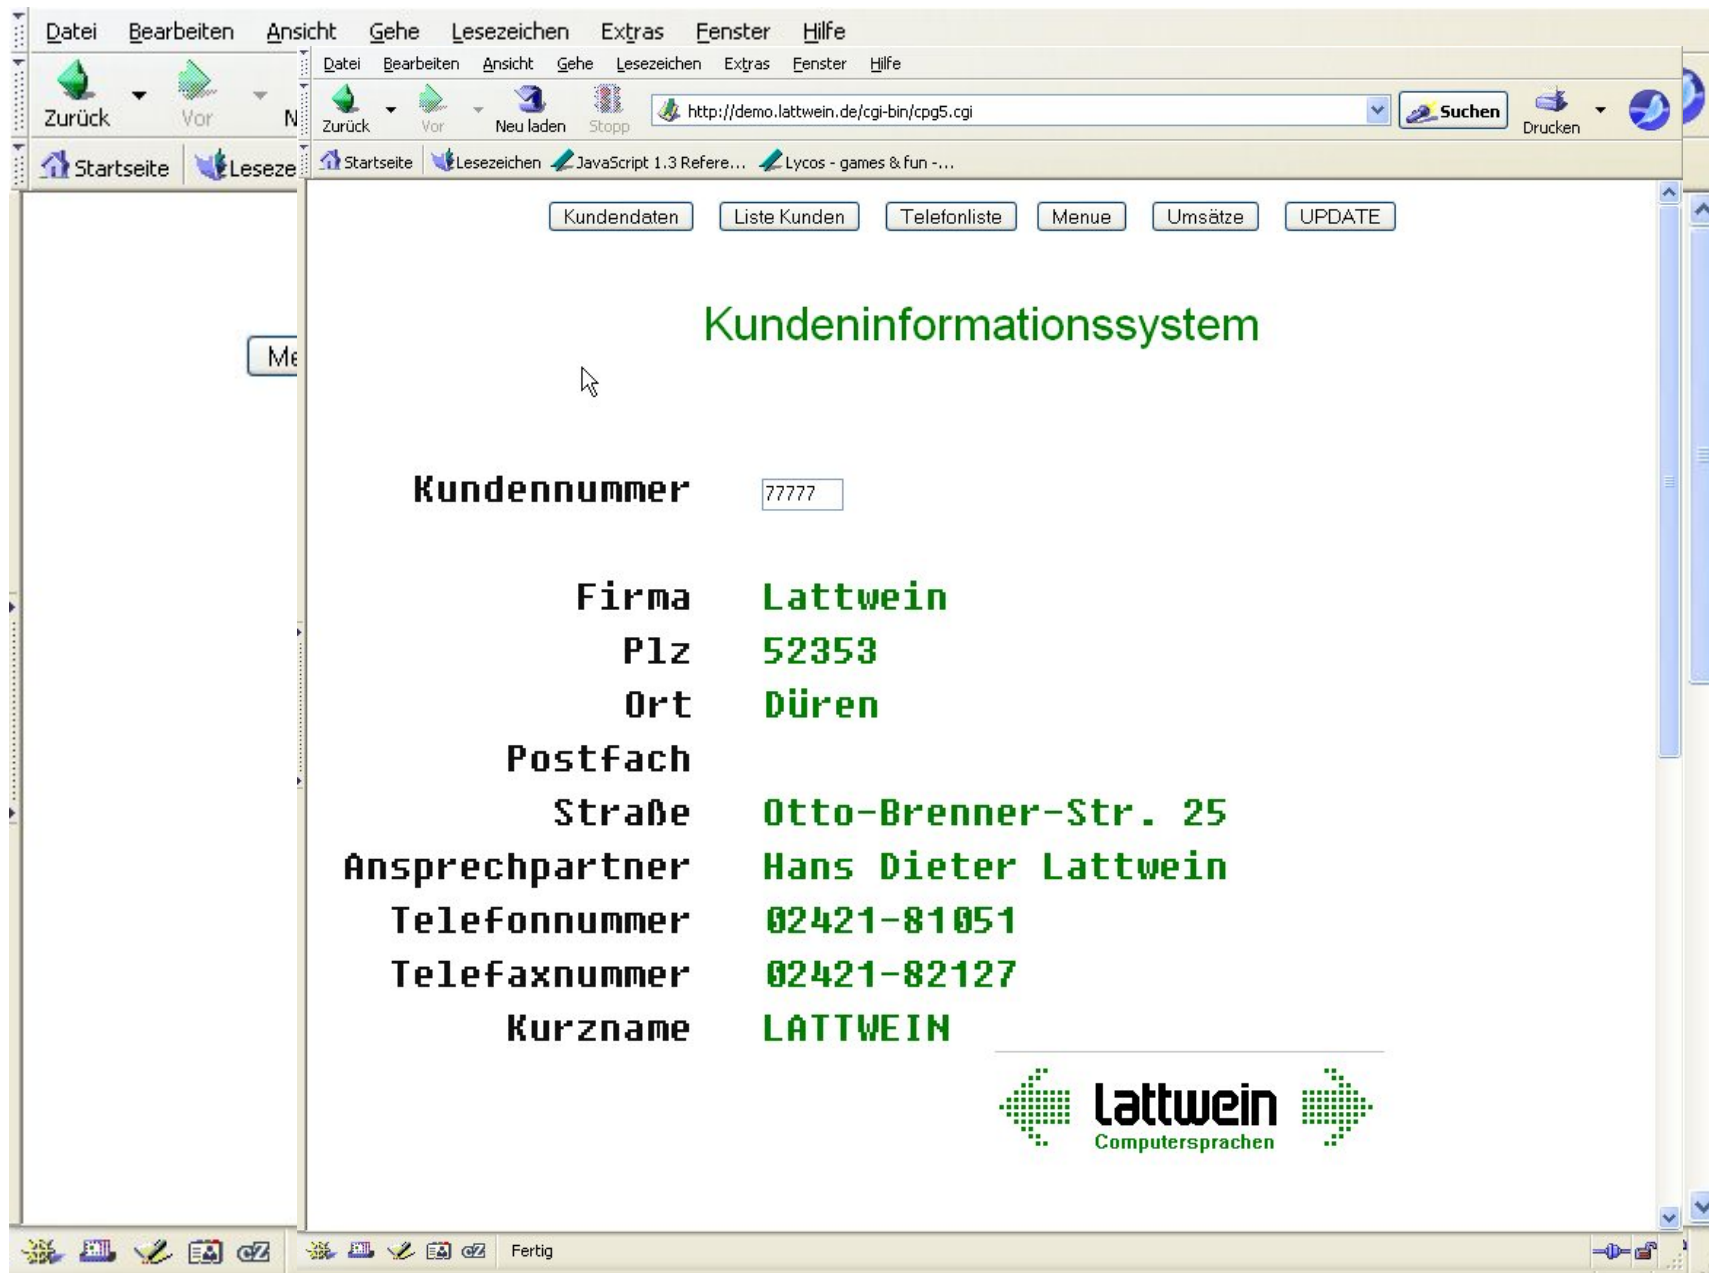 Datei Bearbeiten Ansicht Gehe Lesezeichen Extras Fenster Hilfe
Zurück Vor N
Startseite Leseze
Me
Datei Bearbeiten Ansicht Gehe Lesezeichen Extras Fenster Hilfe
Zurück Vor Neu laden Stopp http://demo.lattwein.de/cgi-bin/cpg5.cgi Suchen Drucken
Startseite Lesezeichen JavaScript 1.3 Refere... Lycos - games & fun -...
Kundendaten Liste Kunden Telefonliste Menue Umsätze UPDATE
Kundeninformationssystem
Kundennummer 77777
Firma Lattwein
Plz 52353
Ort Düren
Postfach
Straße Otto-Brenner-Str. 25
Ansprechpartner Hans Dieter Lattwein
Telefonnummer 02421-81051
Telefaxnummer 02421-82127
Kurzname LATTWEIN
Lattwein
Computersprachen
Fertig